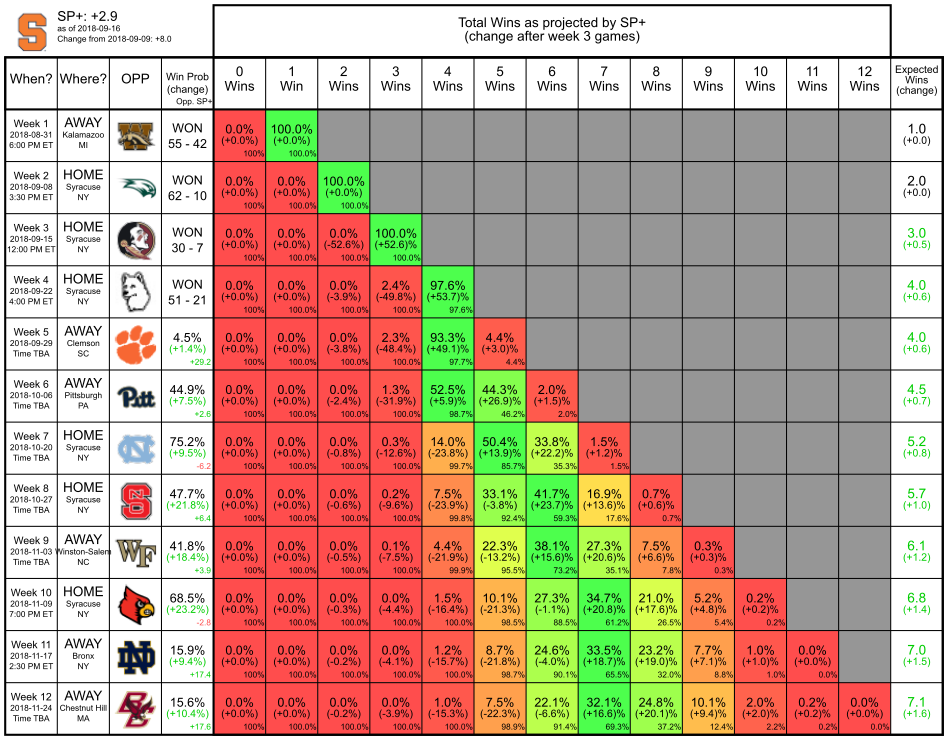 SP+: +2.9
as of 2018-09-16
Change from 2018-09-09: +8.0
Total Wins as projected by SP+
(change after week 3 games)
When? Where? OPP Win Prob (change) Opp. SP+ 0 Wins 1 Win 2 Wins 3 Wins 4 Wins 5 Wins 6 Wins 7 Wins 8 Wins 9 Wins 10 Wins 11 Wins 12 Wins Expected Wins (change)
Week 1 AWAY WON 0.0% 100.0% 1.0
2018-08-31 Kalamazoo 55 - 42 (+0.0%) (+0.0%) (+0.0)
6:00 PM ET MI 100% 100.0%
Week 2 HOME WON 0.0% 0.0% 100.0% 2.0
2018-09-08 Syracuse 62 - 10 (+0.0%) (+0.0%) (+0.0%) (+0.0)
3:30 PM ET NY 100% 100.0% 100.0%
Week 3 HOME WON 0.0% 0.0% 0.0% 100.0% 3.0
2018-09-15 Syracuse 30 - 7 (+0.0%) (+0.0%) (-52.6%) (+52.6%) (+0.5)
12:00 PM ET NY 100% 100.0% 100.0% 100.0%
Week 4 HOME WON 0.0% 0.0% 0.0% 2.4% 97.6% 4.0
2018-09-22 Syracuse 51 - 21 (+0.0%) (+0.0%) (-3.9%) (-49.8%) (+53.7)% (+0.6)
4:00 PM ET NY 100% 100.0% 100.0% 100.0% 97.6%
Week 5 AWAY 4.5% 0.0% 0.0% 0.0% 2.3% 93.3% 4.4% 4.0
2018-09-29 Clemson (+1.4%) (+0.0%) (+0.0%) (-3.8%) (-48.4%) (+49.1)% (+3.0)% (+0.6)
Time TBA SC +29.2 100% 100.0% 100.0% 100.0% 97.7% 4.4%
Week 6 AWAY Pitt 44.9% 0.0% 0.0% 0.0% 1.3% 52.5% 44.3% 2.0% 4.5
2018-10-06 Pittsburgh (+7.5%) (+0.0%) (+0.0%) (-2.4%) (-31.9%) (+5.9)% (+26.9)% (+1.5)% (+0.7)
Time TBA PA +2.6 100% 100.0% 100.0% 100.0% 98.7% 46.2% 2.0%
Week 7 HOME NC 75.2% 0.0% 0.0% 0.0% 0.3% 14.0% 50.4% 33.8% 1.5% 5.2
2018-10-20 Syracuse (+9.5%) (+0.0%) (+0.0%) (-0.8%) (-12.6%) (-23.8)% (+13.9)% (+22.2)% (+1.2)% (+0.8)
Time TBA NY -6.2 100% 100.0% 100.0% 100.0% 99.7% 85.7% 35.3% 1.5%
Week 8 HOME 47.7% 0.0% 0.0% 0.0% 0.2% 7.5% 33.1% 41.7% 16.9% 0.7% 5.7
2018-10-27 Syracuse (+21.8%) (+0.0%) (+0.0%) (-0.6%) (-9.6%) (-23.9)% (-3.8)% (+23.7)% (+13.6)% (+0.6)% (+1.0)
Time TBA NY +6.4 100% 100.0% 100.0% 100.0% 99.8% 92.4% 59.3% 17.6% 0.7%
Week 9 AWAY WF 41.8% 0.0% 0.0% 0.0% 0.1% 4.4% 22.3% 38.1% 27.3% 7.5% 0.3% 6.1
2018-11-03 Winston-Salem (+18.4%) (+0.0%) (+0.0%) (-0.5%) (-7.5%) (-21.9)% (-13.2)% (+15.6)% (+20.6)% (+6.6)% (+0.3)% (+1.2)
Time TBA NC +3.9 100% 100.0% 100.0% 100.0% 99.9% 95.5% 73.2% 35.1% 7.8% 0.3%
Week 10 HOME 68.5% 0.0% 0.0% 0.0% 0.0% 1.5% 10.1% 27.3% 34.7% 21.0% 5.2% 0.2% 6.8
2018-11-09 Syracuse (+23.2%) (+0.0%) (+0.0%) (-0.3%) (-4.4%) (-16.4%) (-21.3%) (-1.1%) (+20.8%) (+17.6%) (+4.8%) (+0.2)% (+1.4)
7:00 PM ET NY -2.8 100% 100.0% 100.0% 100.0% 100.0% 98.5% 88.5% 61.2% 26.5% 5.4% 0.2%
Week 11 AWAY ND 15.9% 0.0% 0.0% 0.0% 0.0% 1.2% 8.7% 24.6% 33.5% 23.2% 7.7% 1.0% 0.0% 7.0
2018-11-17 Bronx (+9.4%) (+0.0%) (+0.0%) (-0.2%) (-4.1%) (-15.7%) (-21.8%) (-4.0%) (+18.7%) (+19.0%) (+7.1%) (+1.0)% (+0.0)% (+1.5)
2:30 PM ET NY +17.4 100% 100.0% 100.0% 100.0% 100.0% 98.7% 90.1% 65.5% 32.0% 8.8% 1.0% 0.0%
Week 12 AWAY BC 15.6% 0.0% 0.0% 0.0% 0.0% 1.0% 7.5% 22.1% 32.1% 24.8% 10.1% 2.0% 0.2% 0.0% 7.1
2018-11-24 Chestnut Hill (+10.4%) (+0.0%) (+0.0%) (-0.2%) (-3.9%) (-15.3%) (-22.3%) (-6.6%) (+16.6%) (+20.1%) (+9.4%) (+2.0)% (+0.2)% (+0.0)% (+1.6)
Time TBA MA +17.6 100% 100.0% 100.0% 100.0% 100.0% 98.9% 91.4% 69.3% 37.2% 12.4% 2.2% 0.2% 0.0%